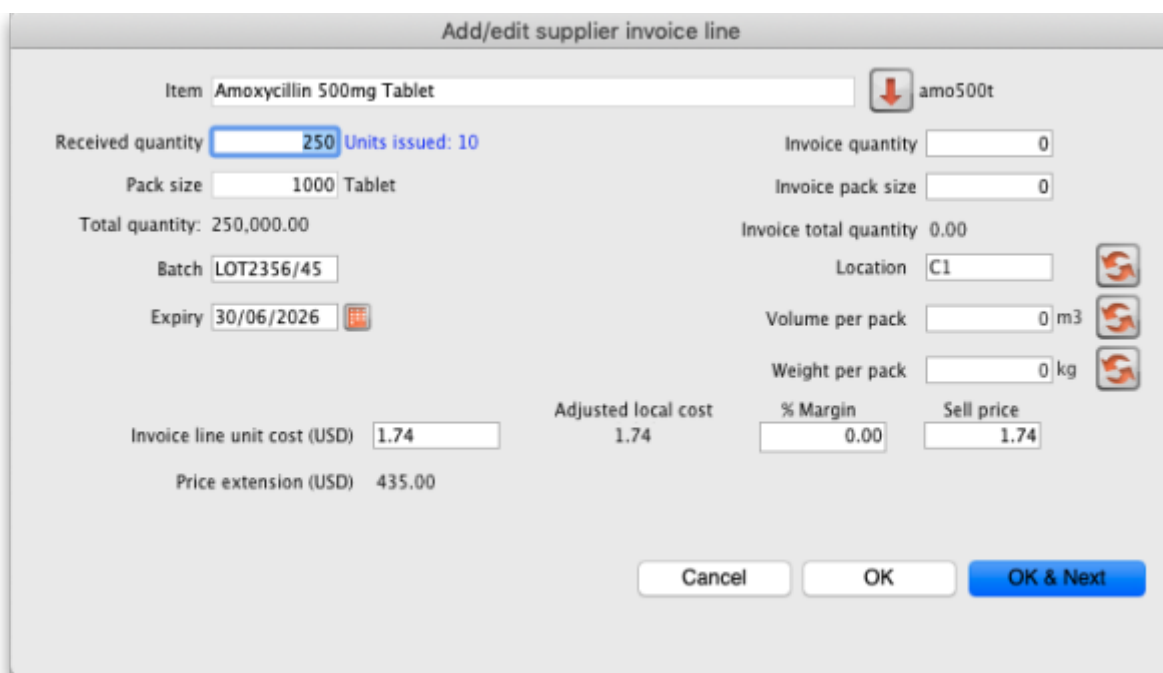 Add/edit supplier invoice line
Item Amoxycillin 500mg Tablet amo500t
Received quantity 250 Units issued: 10 Invoice quantity 0
Pack size 1000 Tablet Invoice pack size 0
Total quantity: 250,000.00 Invoice total quantity 0.00
Batch LOT2356/45 Location C1
Expiry 30/06/2026 Volume per pack 0 m3
Weight per pack 0 kg
Adjusted local cost % Margin Sell price
Invoice line unit cost (USD) 1.74 1.74 0.00 1.74
Price extension (USD) 435.00
Cancel OK OK & Next